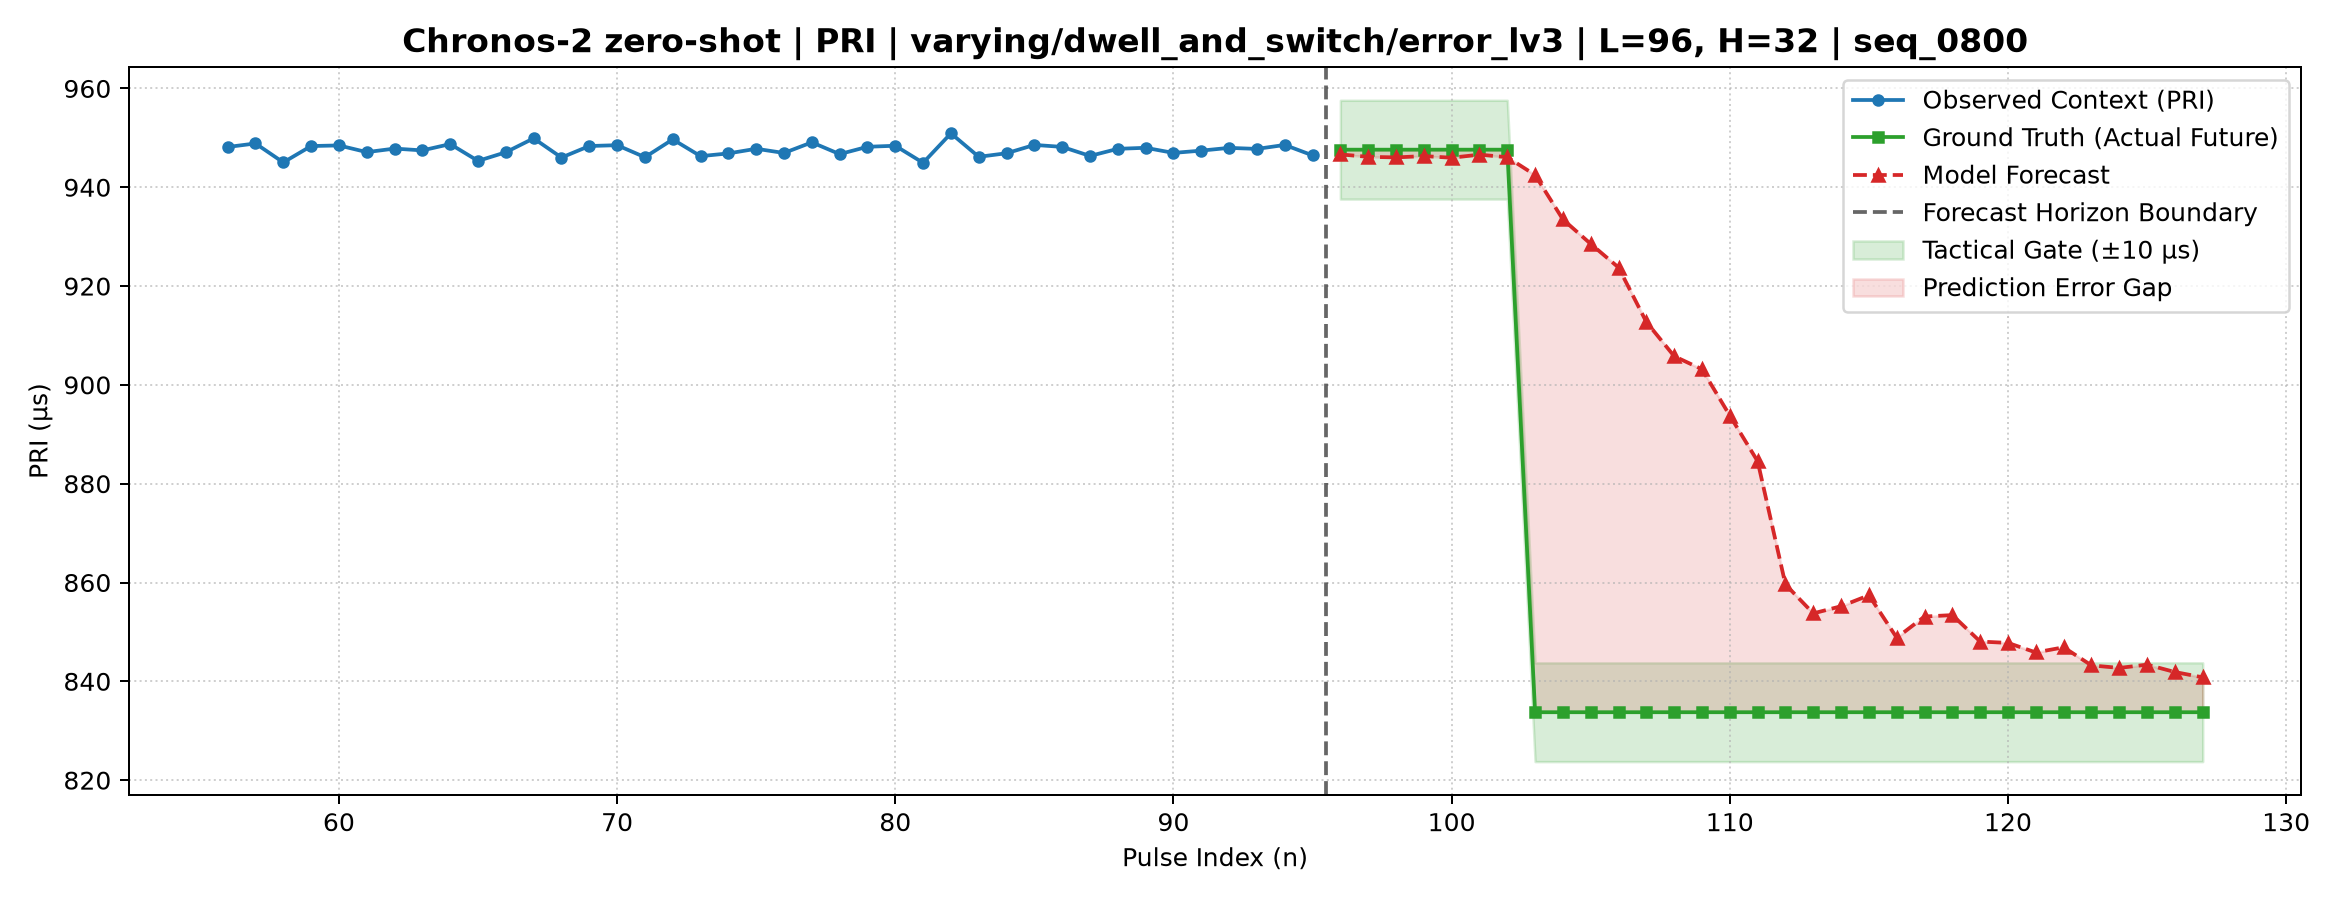 Chronos-2 zero-shot | PRI | varying/dwell_and_switch/error_lv3 | L=96, H=32 | seq_0800
Observed Context (PRI)
Ground Truth (Actual Future)
Model Forecast
Forecast Horizon Boundary
Tactical Gate (±10 µs)
Prediction Error Gap
PRI (µs)
960
940
920
900
880
860
840
820
60 70 80 90 100 110 120 130
Pulse Index (n)